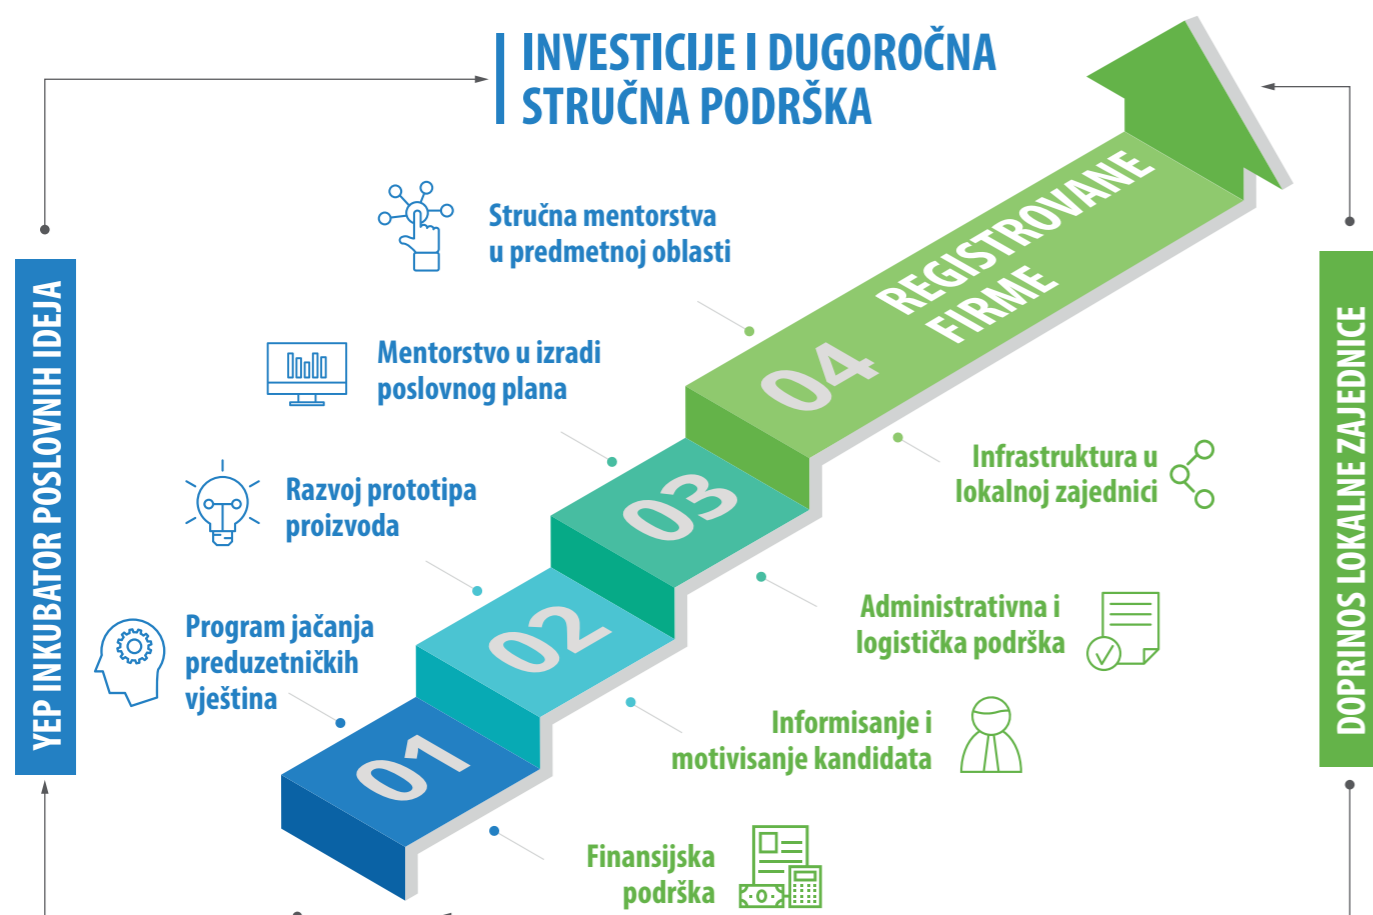 INVESTICIJE I DUGOROČNA
STRUČNA PODRŠKA
YEP INKUBATOR POSLOVNIH IDEJA
Stručna mentorstva
u predmetnoj oblasti
Mentorstvo u izradi
poslovnog plana
Razvoj prototipa
proizvoda
Program jačanja
preduzetničkih
vještina
01
02
03
04
REGISTROVANE
FIRME
Infrastruktura u
lokalnoj zajednici
Administrativna i
logistička podrška
Informisanje i
motivisanje kandidata
Finansijska
podrška
DOPRINOS LOKALNE ZAJEDNICE